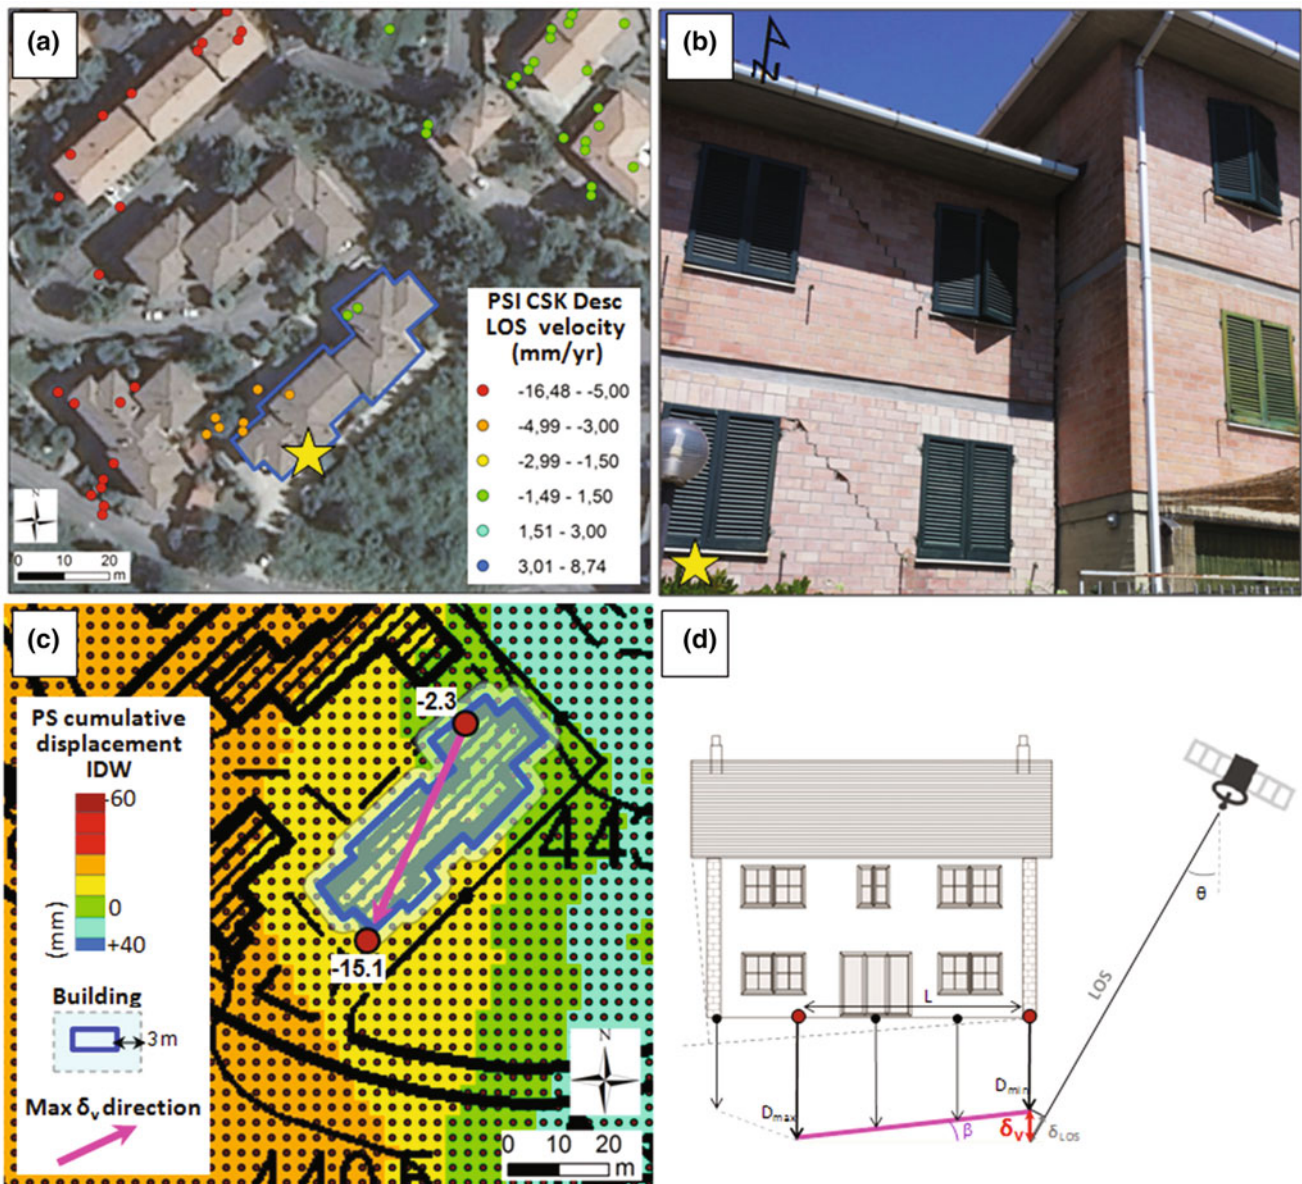 (a)
PSI CSK Desc
LOS velocity
(mm/yr)
-16,48 - -5,00
-4,99 - -3,00
-2,99 - -1,50
-1,49 - 1,50
1,51 - 3,00
3,01 - 8,74
N
0 10 20
m
(b)
N
(c)
PS cumulative
displacement
IDW
-60
0
+40
(mm)
Building
3 m
Max δv direction
-2.3
-15.1
N
0 10 20
m
(d)
θ
LOS
L
Dmax
Dmin
β
δv
δLOS